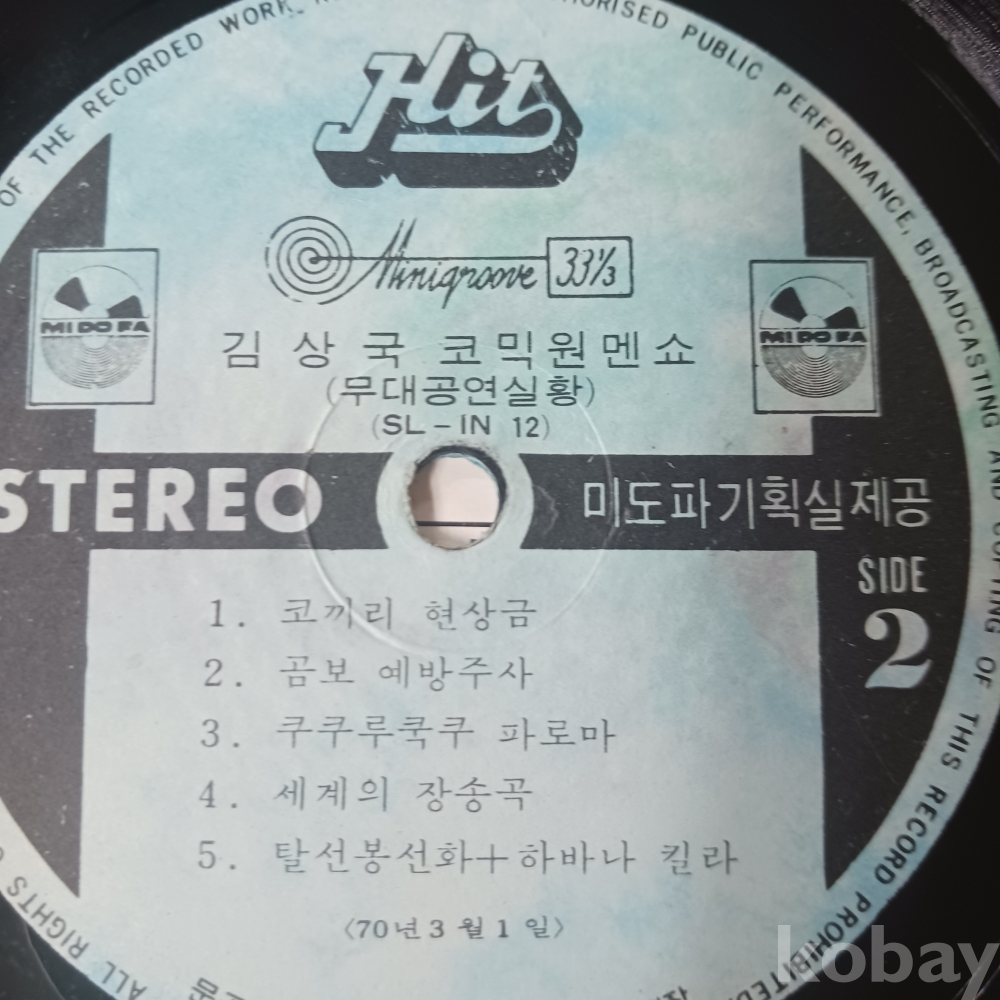 OF THE RECORDED WORK
PUBLIC PERFORMANCE, BROADCASTING AND COPYING OF THIS RECORD PROHIBITED
Hit
Minigroove 33⅓
MI DO FA
MI DO FA
김상국 코믹원멘쇼
(무대공연실황)
(SL-IN 12)
STEREO
미도파기획실제공
SIDE
2
1. 코끼리 현상금
2. 곰보 예방주사
3. 쿠쿠루쿡쿠 파로마
4. 세계의 장송곡
5. 탈선봉선화+하바나 킬라
<70년3월1일>
ALL RIGHTS
kobay